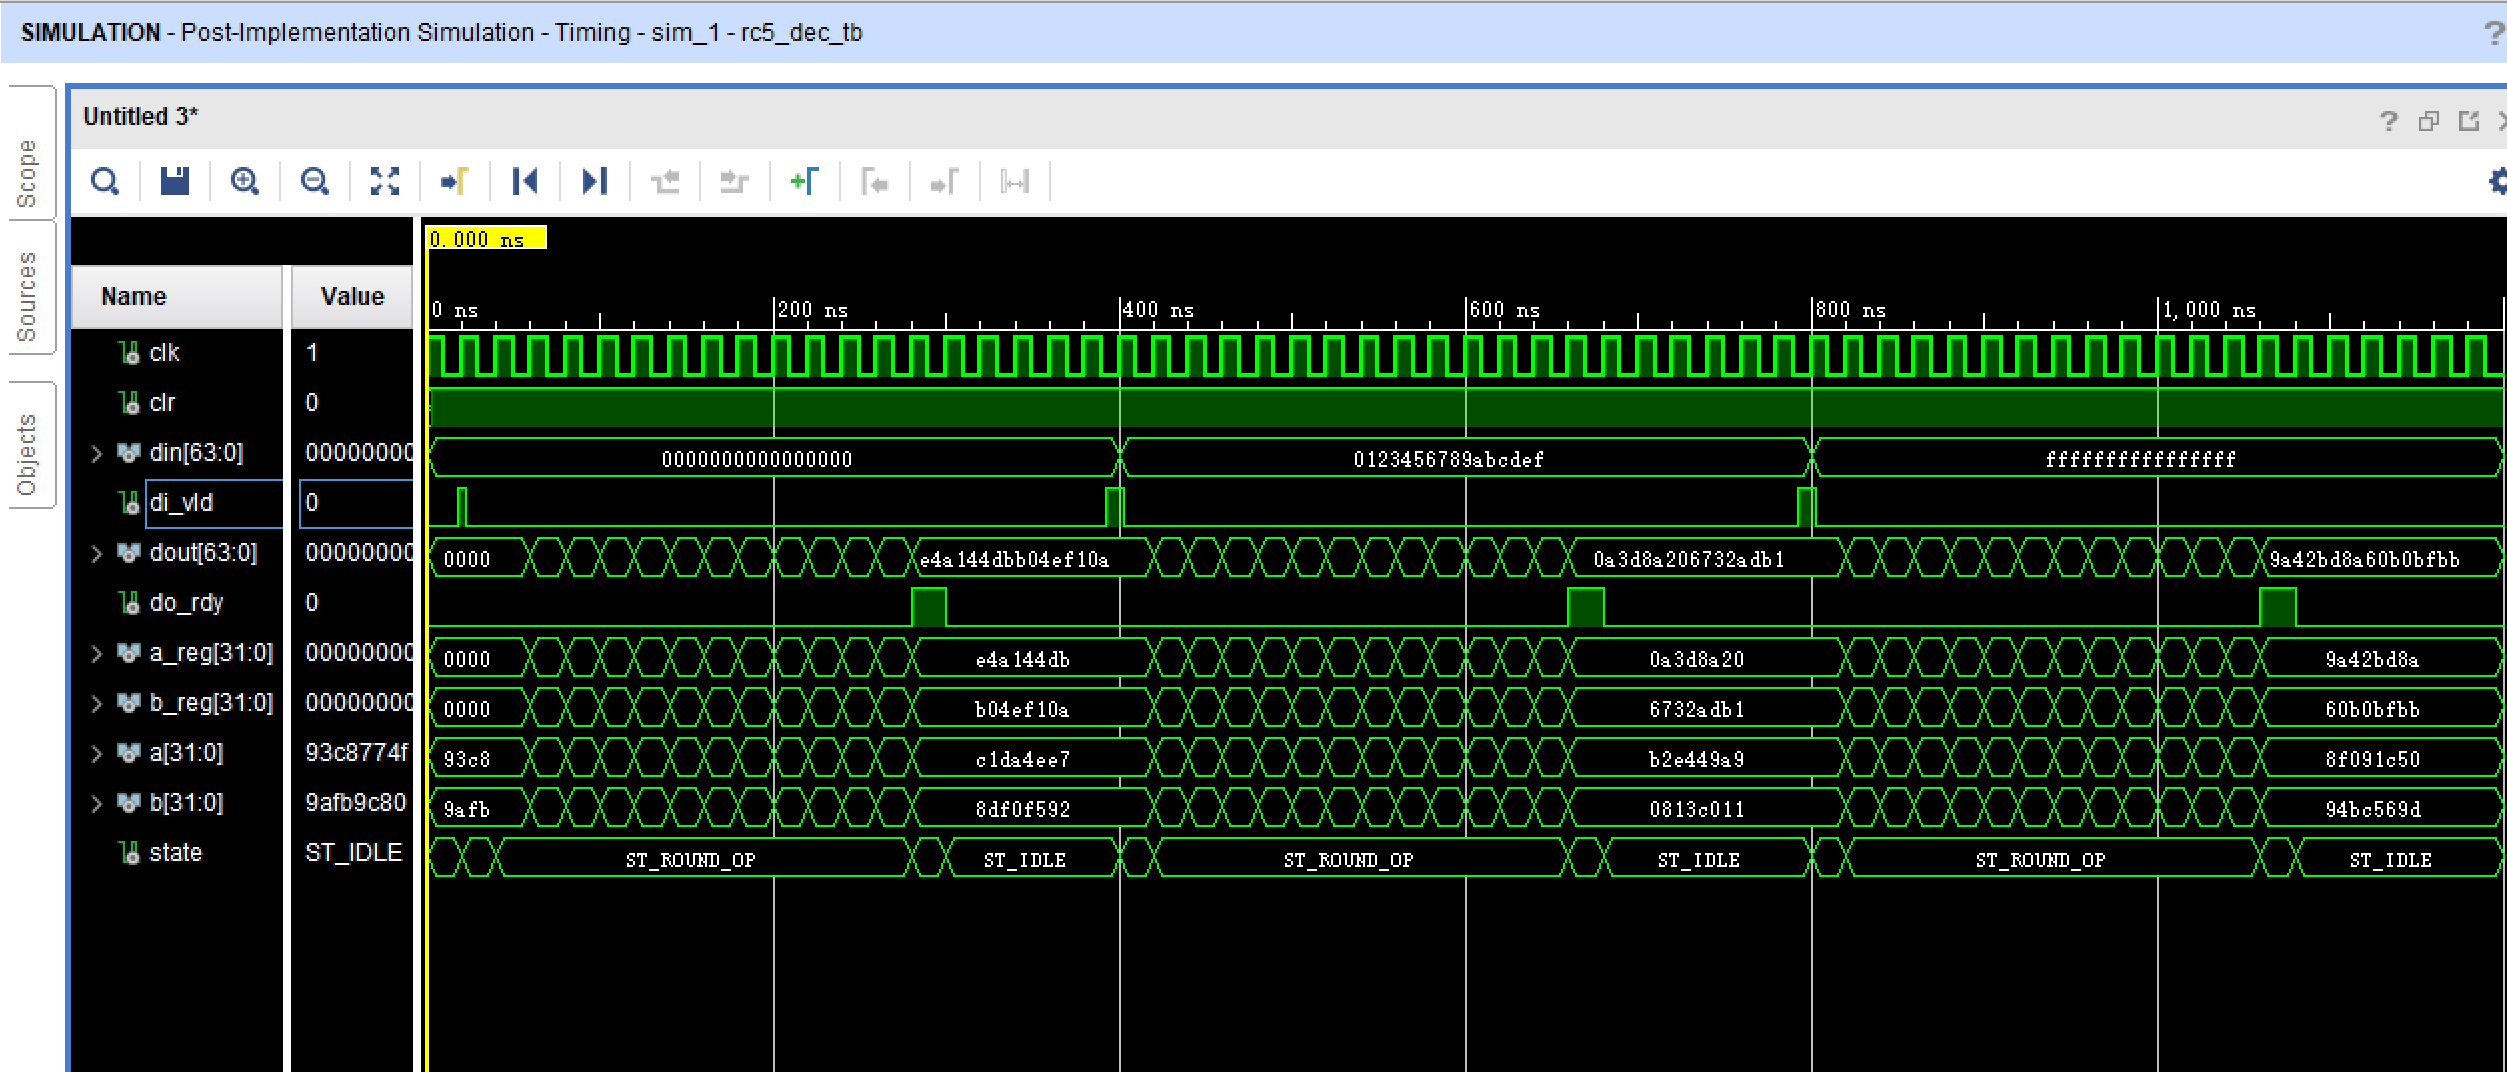 SIMULATION - Post-Implementation Simulation - Timing - sim_1 - rc5_dec_tb ?
Scope
Sources
Objects
Untitled 3* ?
0.000 ns
Name Value
0 ns 200 ns 400 ns 600 ns 800 ns 1,000 ns
clk 1
clr 0
din[63:0] 00000000 0000000000000000 0123456789abcdef ffffffffffffffff
di_vld 0
dout[63:0] 00000000 0000 e4a144dbb04ef10a 0a3d8a206732adb1 9a42bd8a60b0bfbb
do_rdy 0
a_reg[31:0] 00000000 0000 e4a144db 0a3d8a20 9a42bd8a
b_reg[31:0] 00000000 0000 b04ef10a 6732adb1 60b0bfbb
a[31:0] 93c8774f 93c8 c1da4ee7 b2e449a9 8f091c50
b[31:0] 9afb9c80 9afb 8df0f592 0813c011 94bc569d
state ST_IDLE ST_ROUND_OP ST_IDLE ST_ROUND_OP ST_IDLE ST_ROUND_OP ST_IDLE